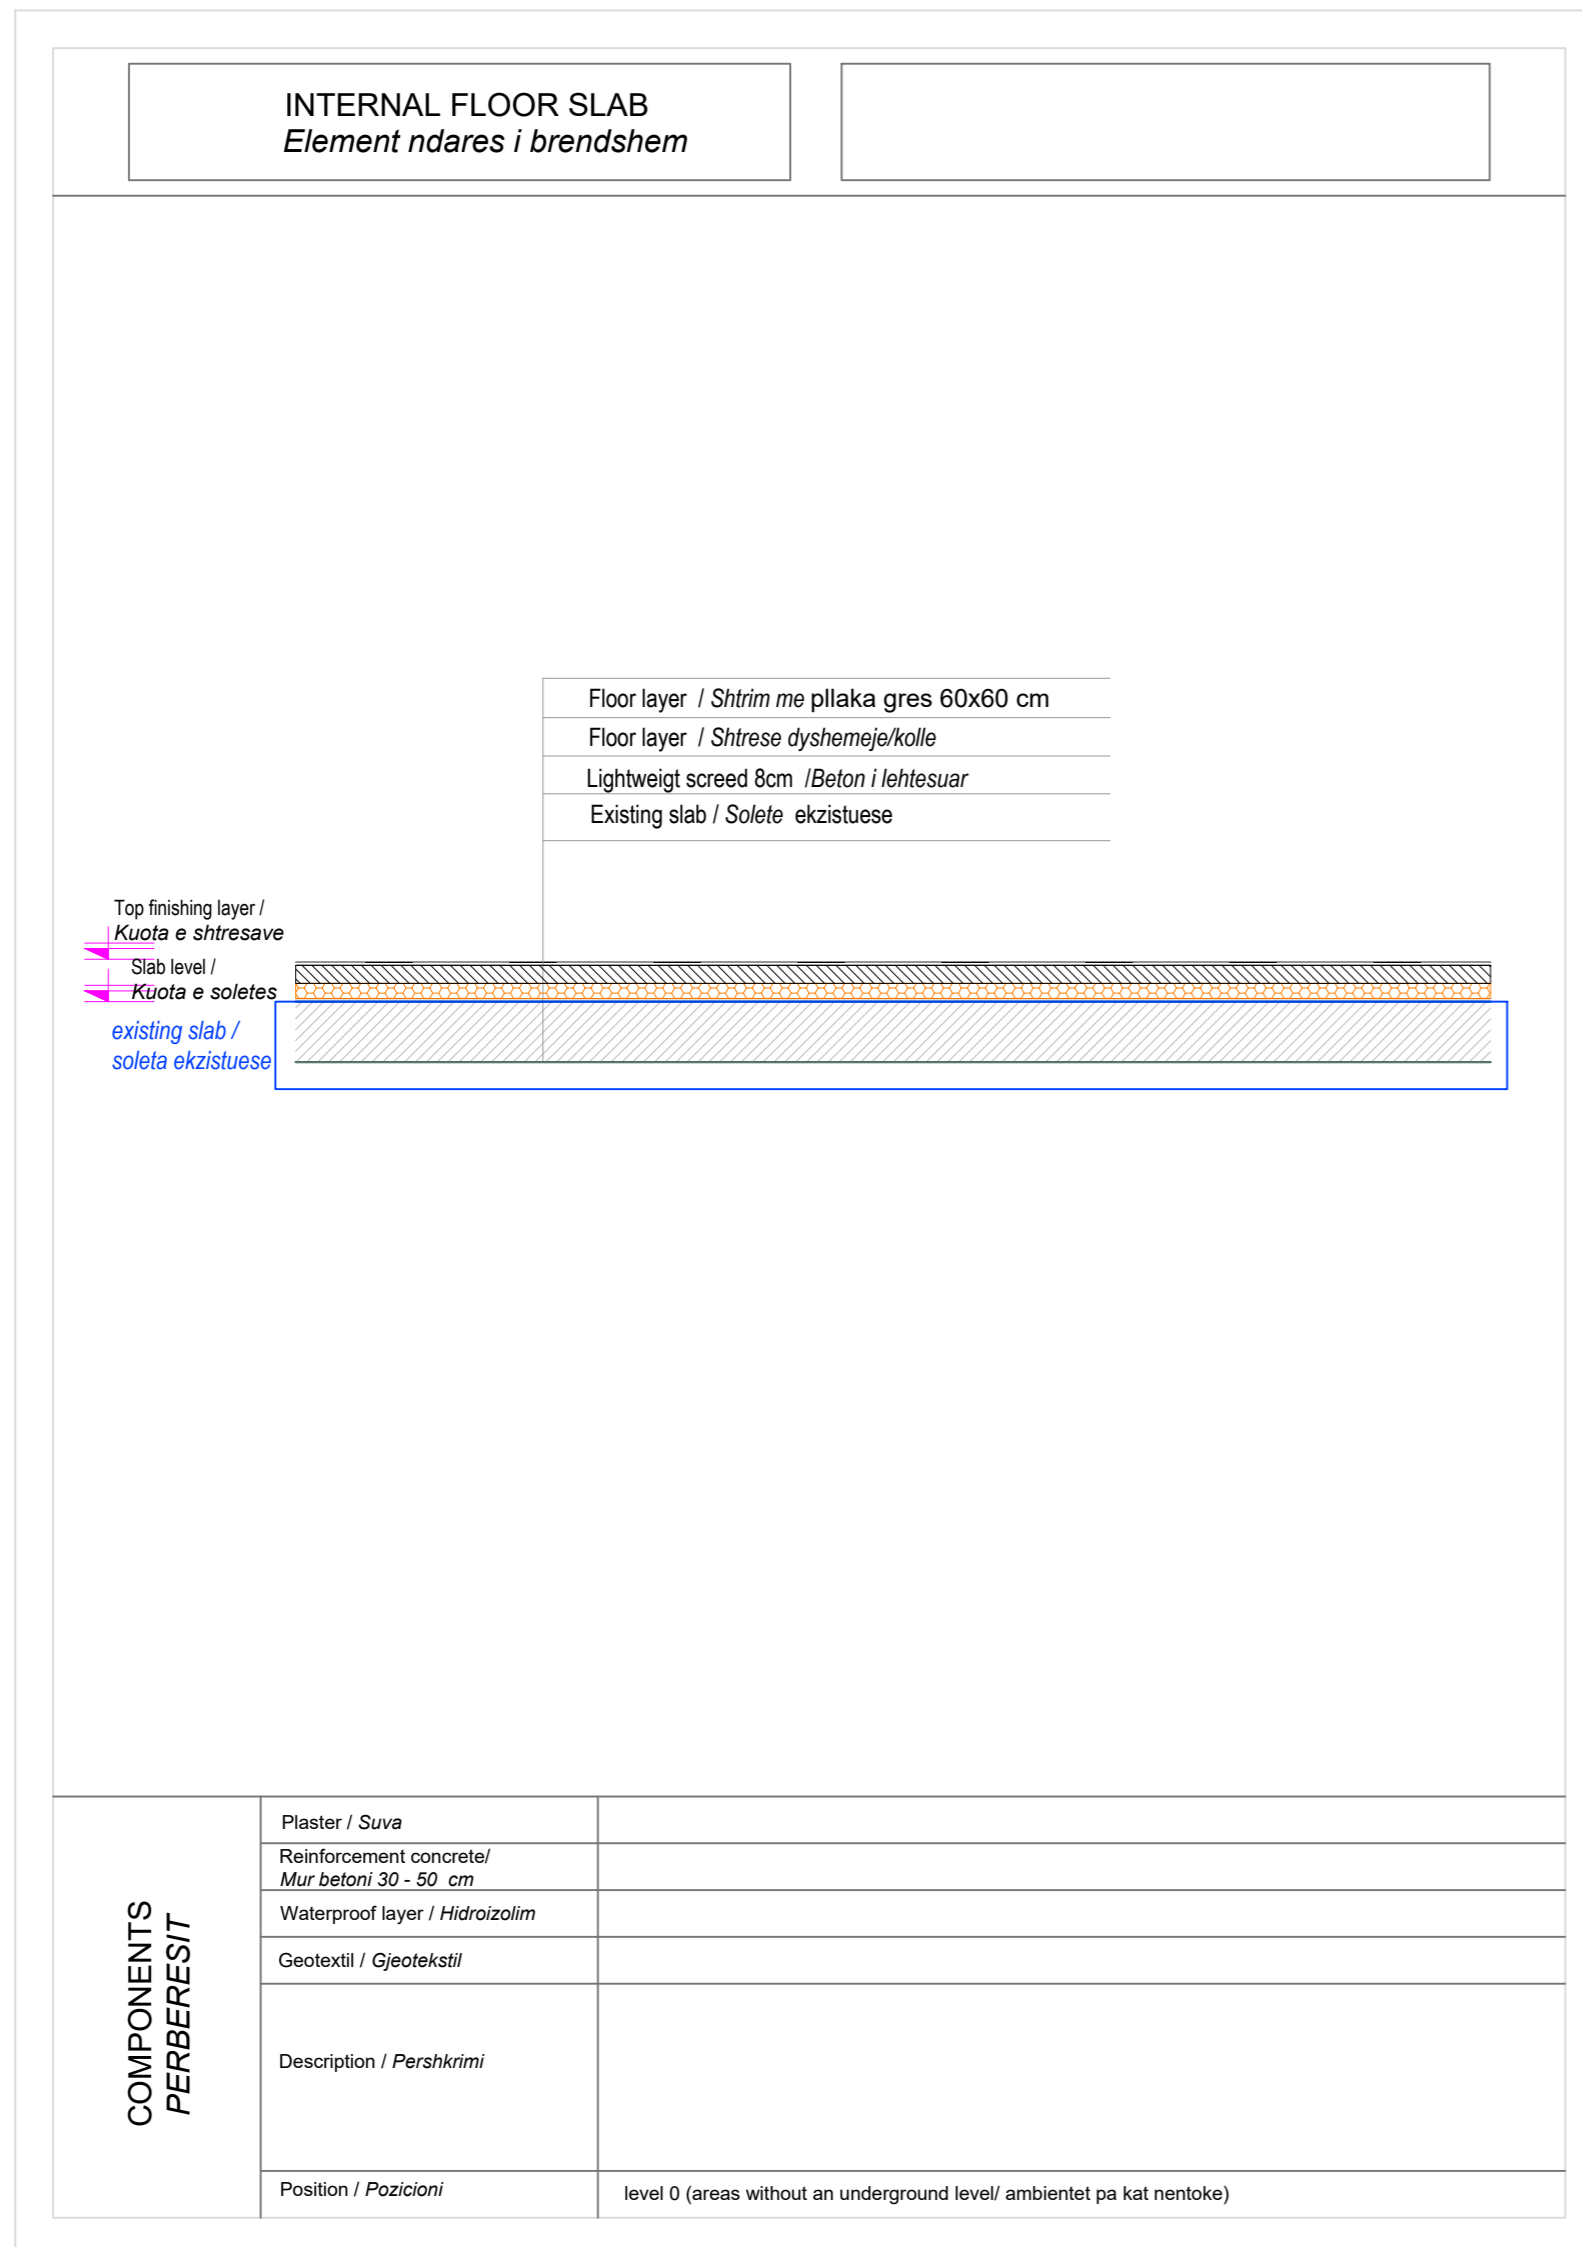 INTERNAL FLOOR SLAB
Element ndares i brendshem
Floor layer / Shtrim me pllaka gres 60x60 cm
Floor layer / Shtrese dyshemeje/kolle
Lightweigt screed 8cm /Beton i lehtesuar
Existing slab / Solete ekzistuese
Top finishing layer /
Kuota e shtresave
Slab level /
Kuota e soletes
existing slab /
soleta ekzistuese
COMPONENTS
PERBERESIT
Plaster / Suva
Reinforcement concrete/
Mur betoni 30 - 50 cm
Waterproof layer / Hidroizolim
Geotextil / Gjeotekstil
Description / Pershkrimi
Position / Pozicioni
level 0 (areas without an underground level/ ambientet pa kat nentoke)